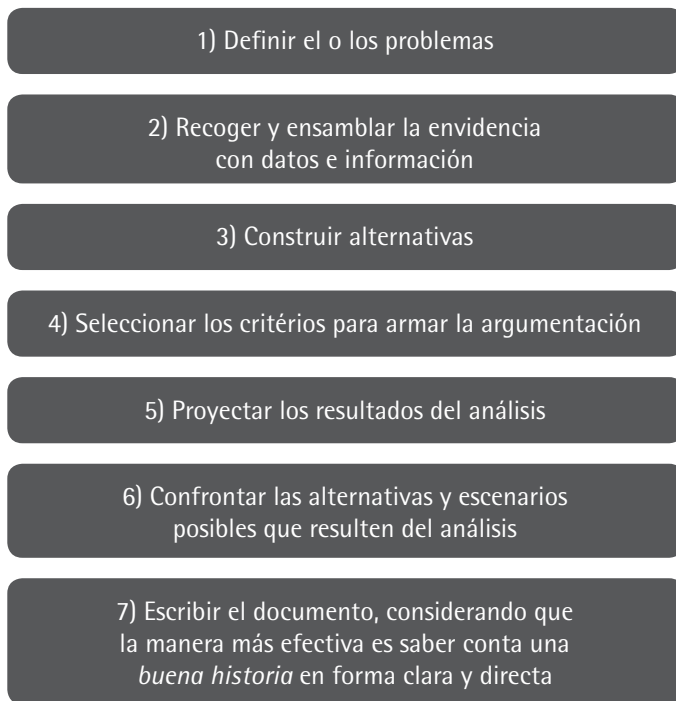 1) Definir el o los problemas
2) Recoger y ensamblar la envidencia
con datos e información
3) Construir alternativas
4) Seleccionar los critérios para armar la argumentación
5) Proyectar los resultados del análisis
6) Confrontar las alternativas y escenarios
posibles que resulten del análisis
7) Escribir el documento, considerando que
la manera más efectiva es saber conta una
buena historia en forma clara y directa